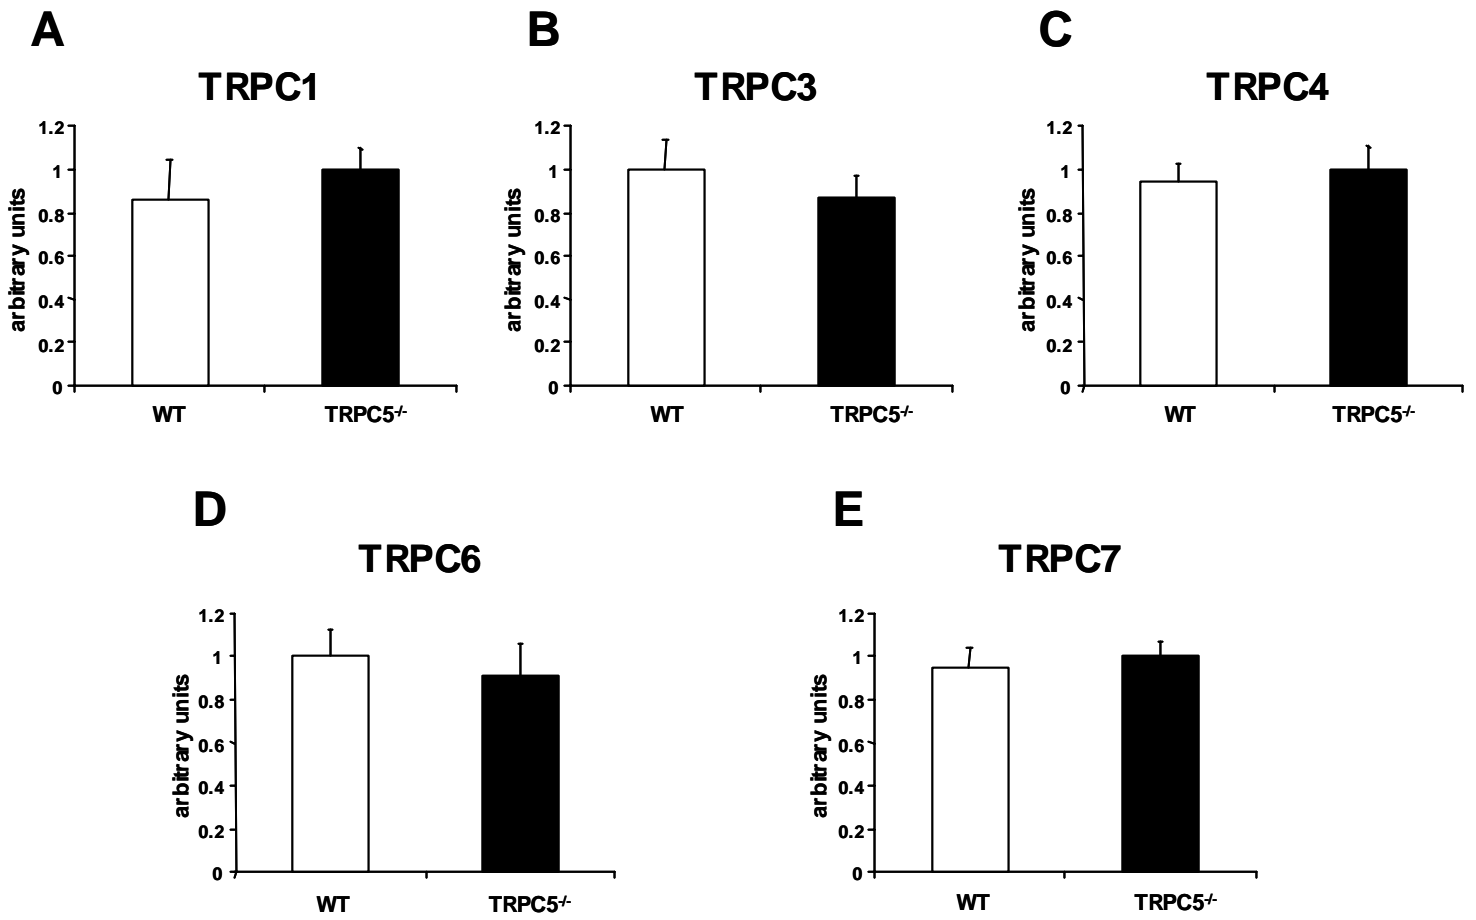 A
TRPC1
arbitrary units
1.2
1
0.8
0.6
0.4
0.2
0
WT
TRPC5-/-
B
TRPC3
arbitrary units
1.2
1
0.8
0.6
0.4
0.2
0
WT
TRPC5-/-
C
TRPC4
arbitrary units
1.2
1
0.8
0.6
0.4
0.2
0
WT
TRPC5-/-
D
TRPC6
arbitrary units
1.2
1
0.8
0.6
0.4
0.2
0
WT
TRPC5-/-
E
TRPC7
arbitrary units
1.2
1
0.8
0.6
0.4
0.2
0
WT
TRPC5-/-